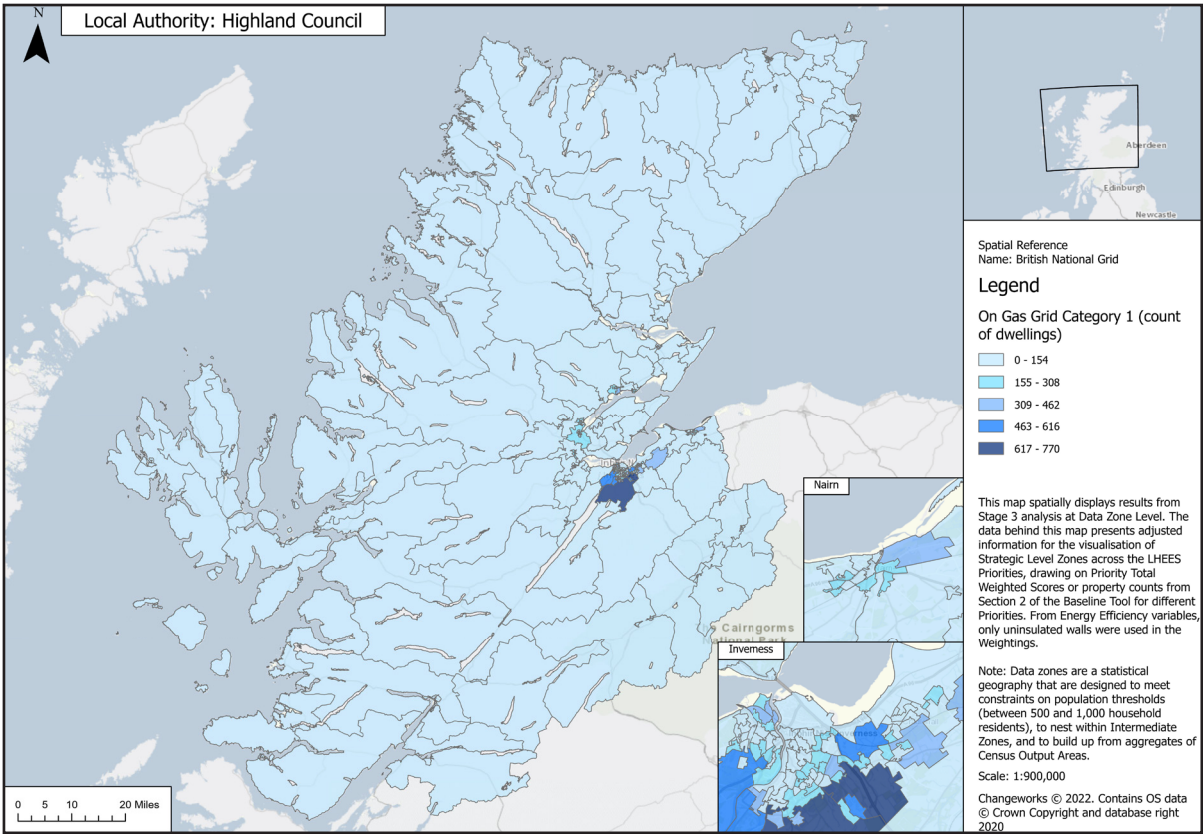 N
Local Authority: Highland Council
Aberdeen
Edinburgh
Newcastle
Spatial Reference
Name: British National Grid
Legend
On Gas Grid Category 1 (count
of dwellings)
0 - 154
155 - 308
309 - 462
463 - 616
617 - 770
This map spatially displays results from
Stage 3 analysis at Data Zone Level. The
data behind this map presents adjusted
information for the visualisation of
Strategic Level Zones across the LHEES
Priorities, drawing on Priority Total
Weighted Scores or property counts from
Section 2 of the Baseline Tool for different
Priorities. From Energy Efficiency variables,
only uninsulated walls were used in the
Weightings.
Note: Data zones are a statistical
geography that are designed to meet
constraints on population thresholds
(between 500 and 1,000 household
residents), to nest within Intermediate
Zones, and to build up from aggregates of
Census Output Areas.
Scale: 1:900,000
Changeworks © 2022. Contains OS data
© Crown Copyright and database right
2020
Nairn
Cairngorms
National Park
Inverness
0 5 10 20 Miles